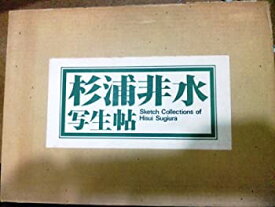 杉浦非水
写生帖
Sketch Collections of
Hisui Sugiura